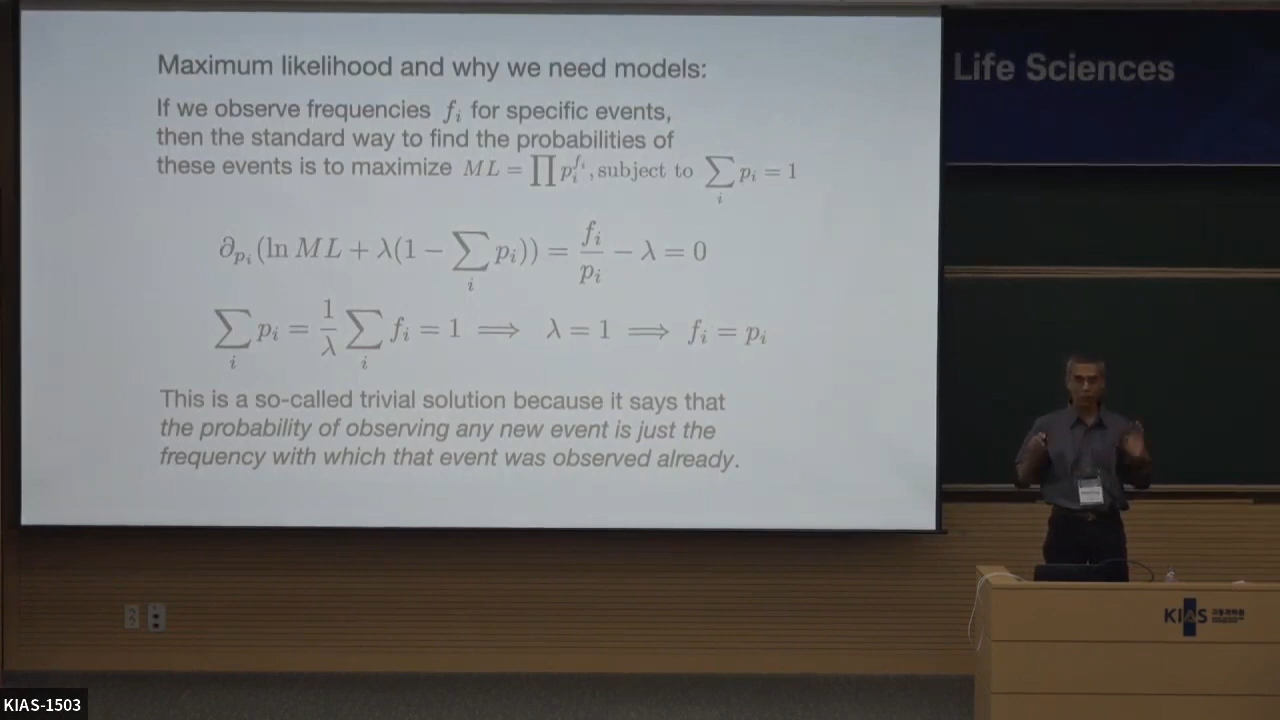 Maximum likelihood and why we need models:
If we observe frequencies f_i for specific events,
then the standard way to find the probabilities of
these events is to maximize ML = ∏ p_i^{f_i}, subject to ∑_i p_i = 1
∂_{p_i}(ln ML + λ(1 − ∑_i p_i)) = f_i/p_i − λ = 0
∑_i p_i = 1/λ ∑_i f_i = 1 ⟹ λ = 1 ⟹ f_i = p_i
This is a so-called trivial solution because it says that
the probability of observing any new event is just the
frequency with which that event was observed already.
Life Sciences
KIAS
KIAS-1503